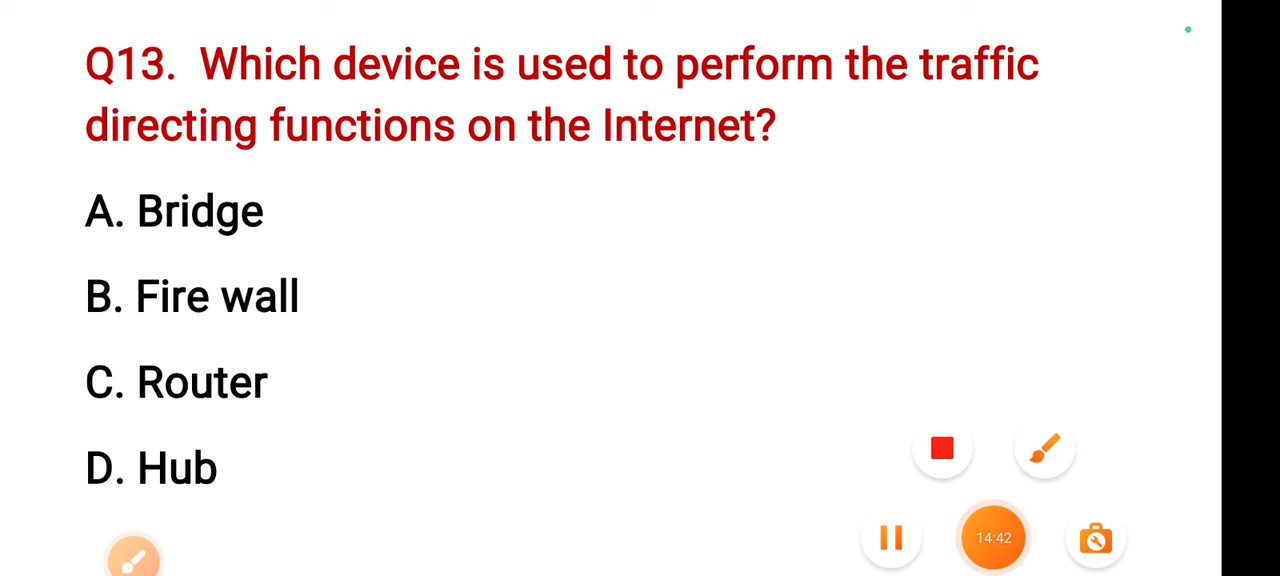 Q13. Which device is used to perform the traffic
directing functions on the Internet?
A. Bridge
B. Fire wall
C. Router
D. Hub
14:42